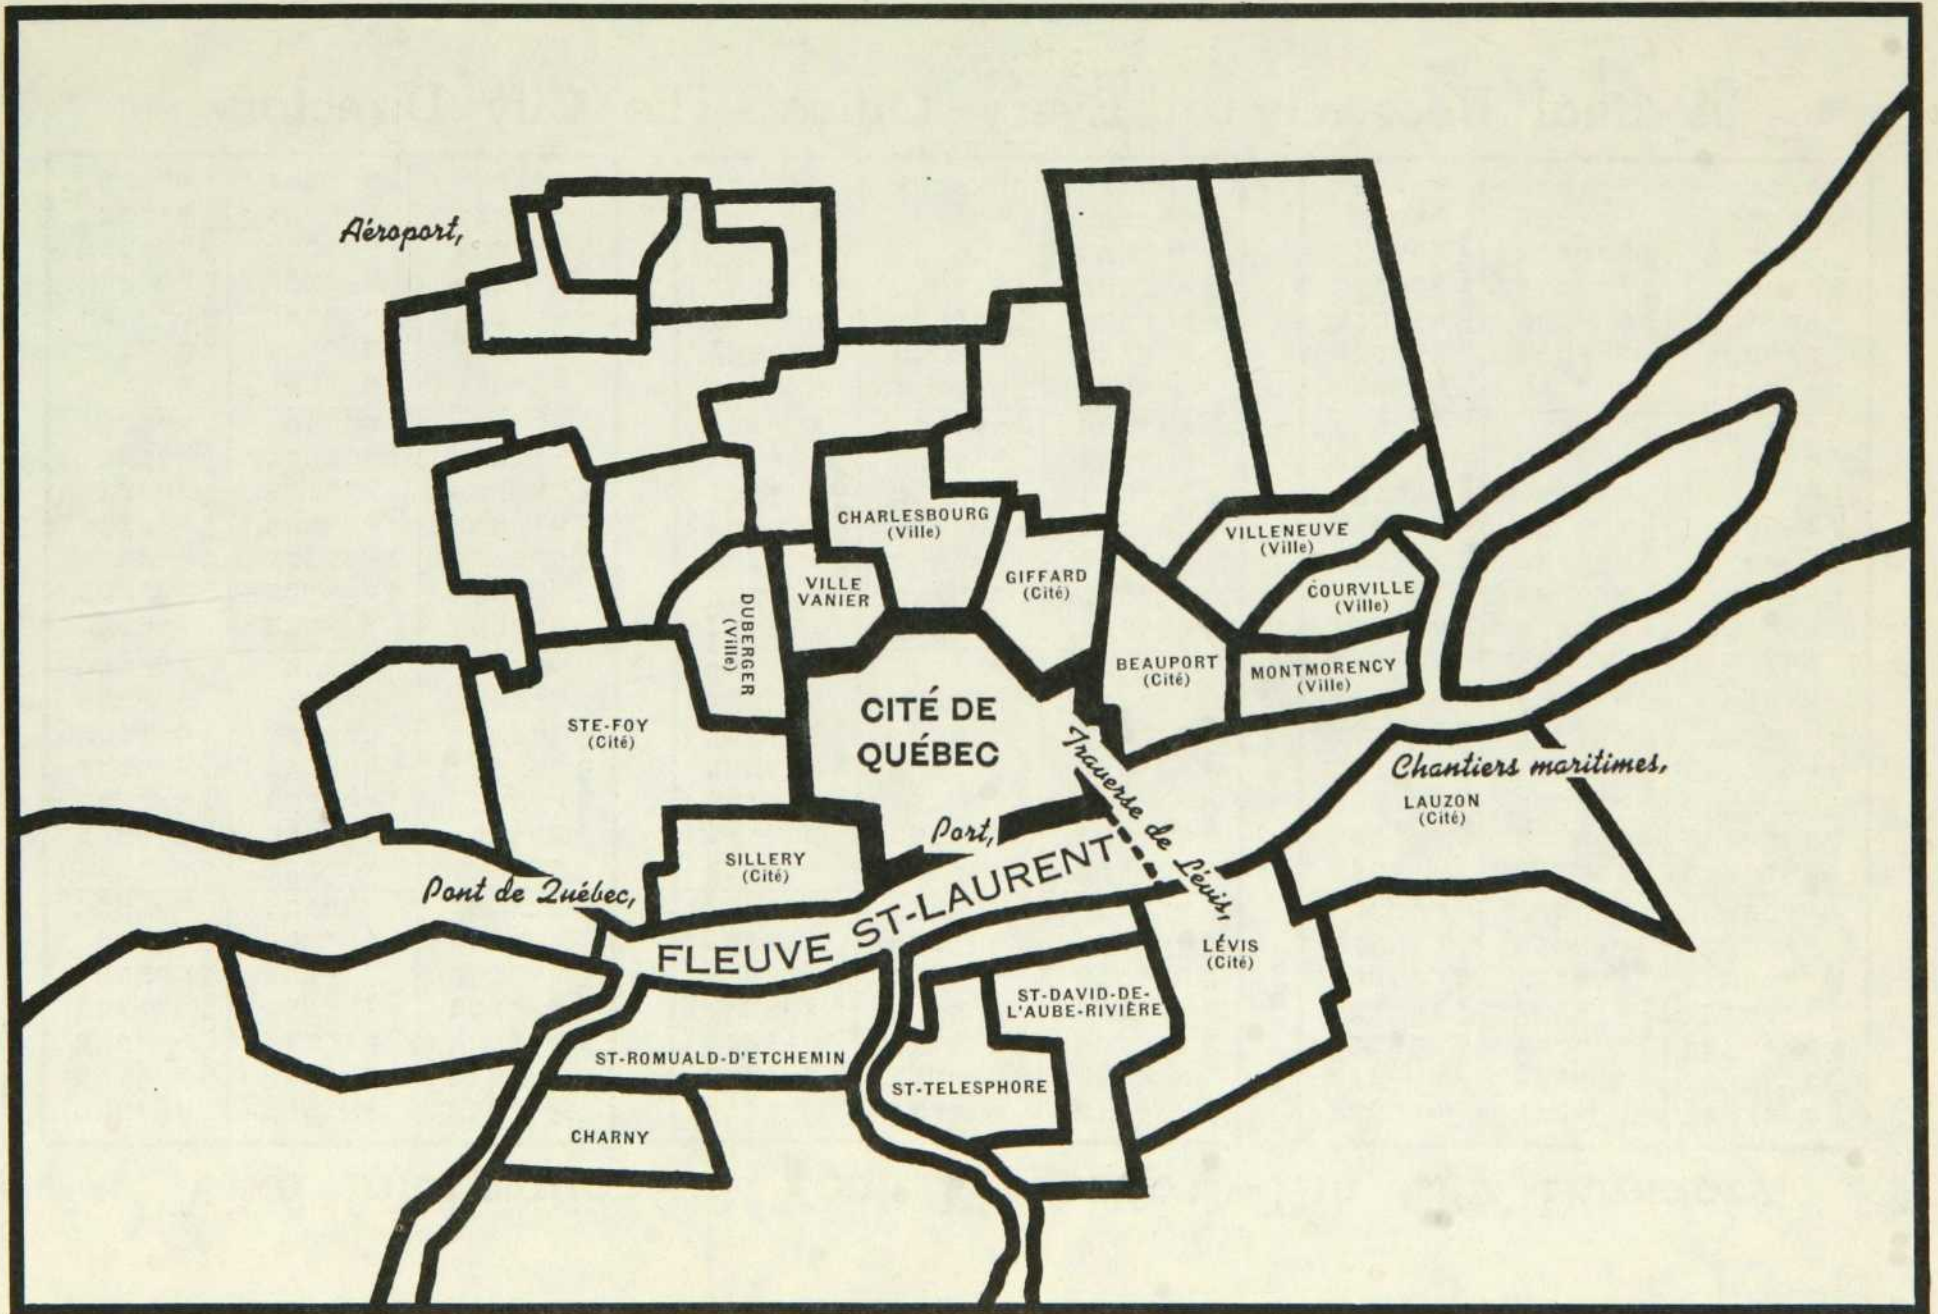 Aéroport,
CHARLESBOURG
(Ville)
VILLENEUVE
(Ville)
VILLE
VANIER
GIFFARD
(Cité)
COURVILLE
(Ville)
DUBERGER
(Ville)
BEAUPORT
(Cité)
MONTMORENCY
(Ville)
STE-FOY
(Cité)
CITÉ DE
QUÉBEC
Traverse de Lévis,
Chantiers maritimes,
LAUZON
(Cité)
Port,
SILLERY
(Cité)
Pont de Québec,
FLEUVE ST-LAURENT
LÉVIS
(Cité)
ST-DAVID-DE-
L'AUBE-RIVIÈRE
ST-ROMUALD-D'ETCHEMIN
ST-TELESPHORE
CHARNY